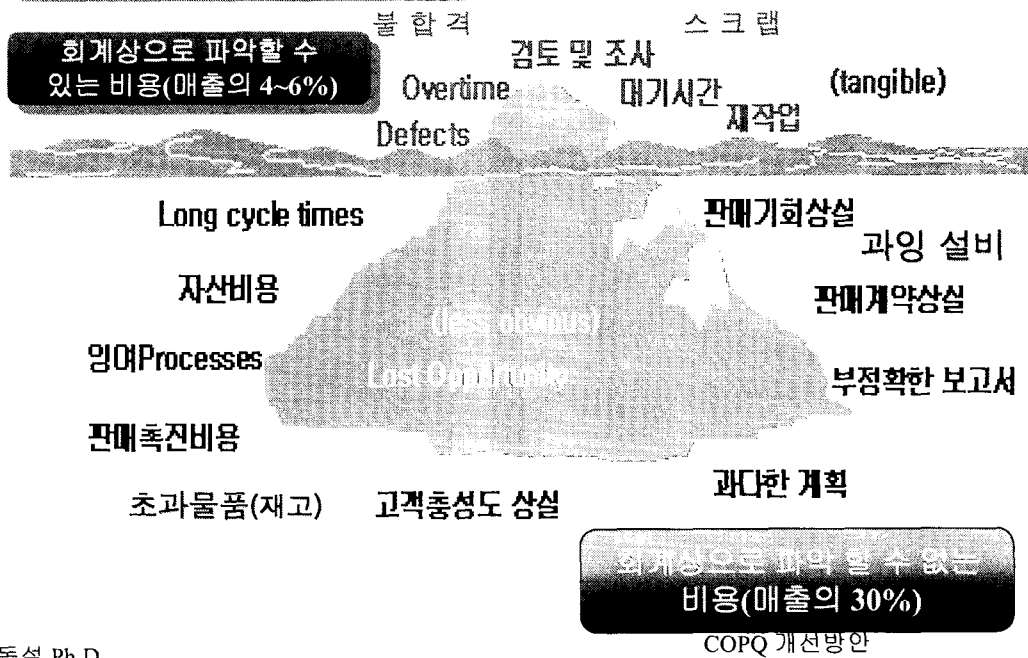 불 합 격
스 크 랩
회계상으로 파악할 수
있는 비용(매출의 4~6%)
검토 및 조사
Overtime
대기시간
(tangible)
재작업
Defects
Long cycle times
판매기회상실
과잉 설비
자산비용
판매계약상실
(less obvious)
잉여Processes
Lost Opportunity
부정확한 보고서
판매촉진비용
과다한 계획
초과물품(재고)
고객충성도 상실
회계상으로 파악 할 수 없는
비용(매출의 30%)
COPQ 개선방안
Ph.D